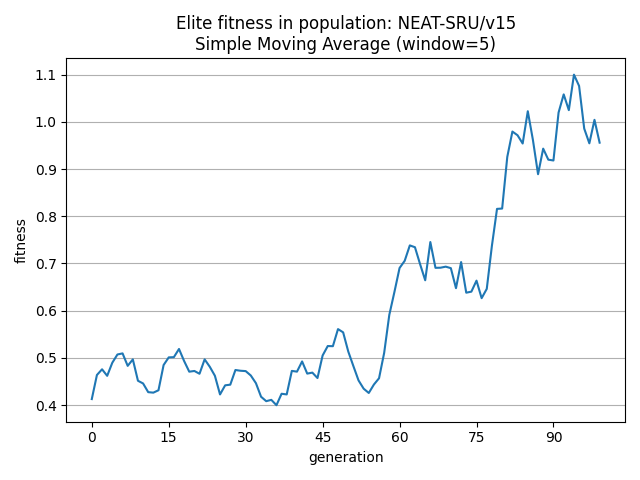 Elite fitness in population: NEAT-SRU/v15
Simple Moving Average (window=5)
fitness
1.1
1.0
0.9
0.8
0.7
0.6
0.5
0.4
0 15 30 45 60 75 90
generation